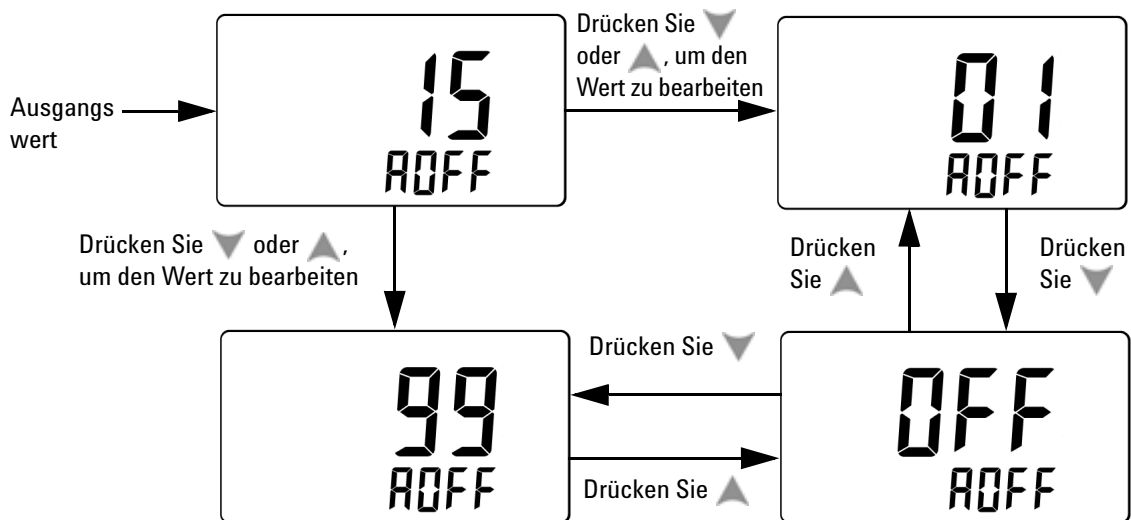 Ausgangs
wert
15
AOFF
Drücken Sie
oder , um den
Wert zu bearbeiten
01
AOFF
Drücken Sie oder ,
um den Wert zu bearbeiten
Drücken
Sie
Drücken
Sie
99
AOFF
Drücken Sie
Drücken Sie
OFF
AOFF